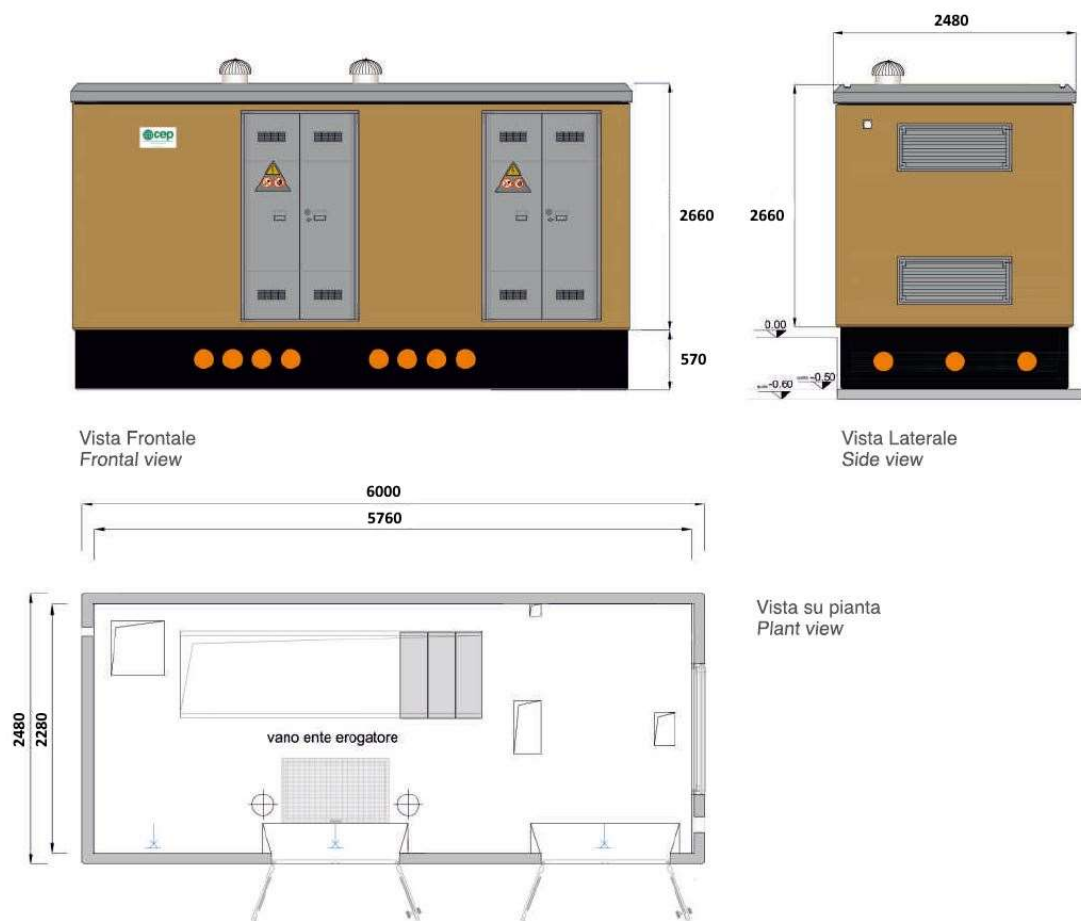 2480
cep
2660
2660
0.00
570
-0.50
-0.60
Vista Frontale
Frontal view
Vista Laterale
Side view
6000
5760
Vista su pianta
Plant view
2480
2280
vano ente erogatore